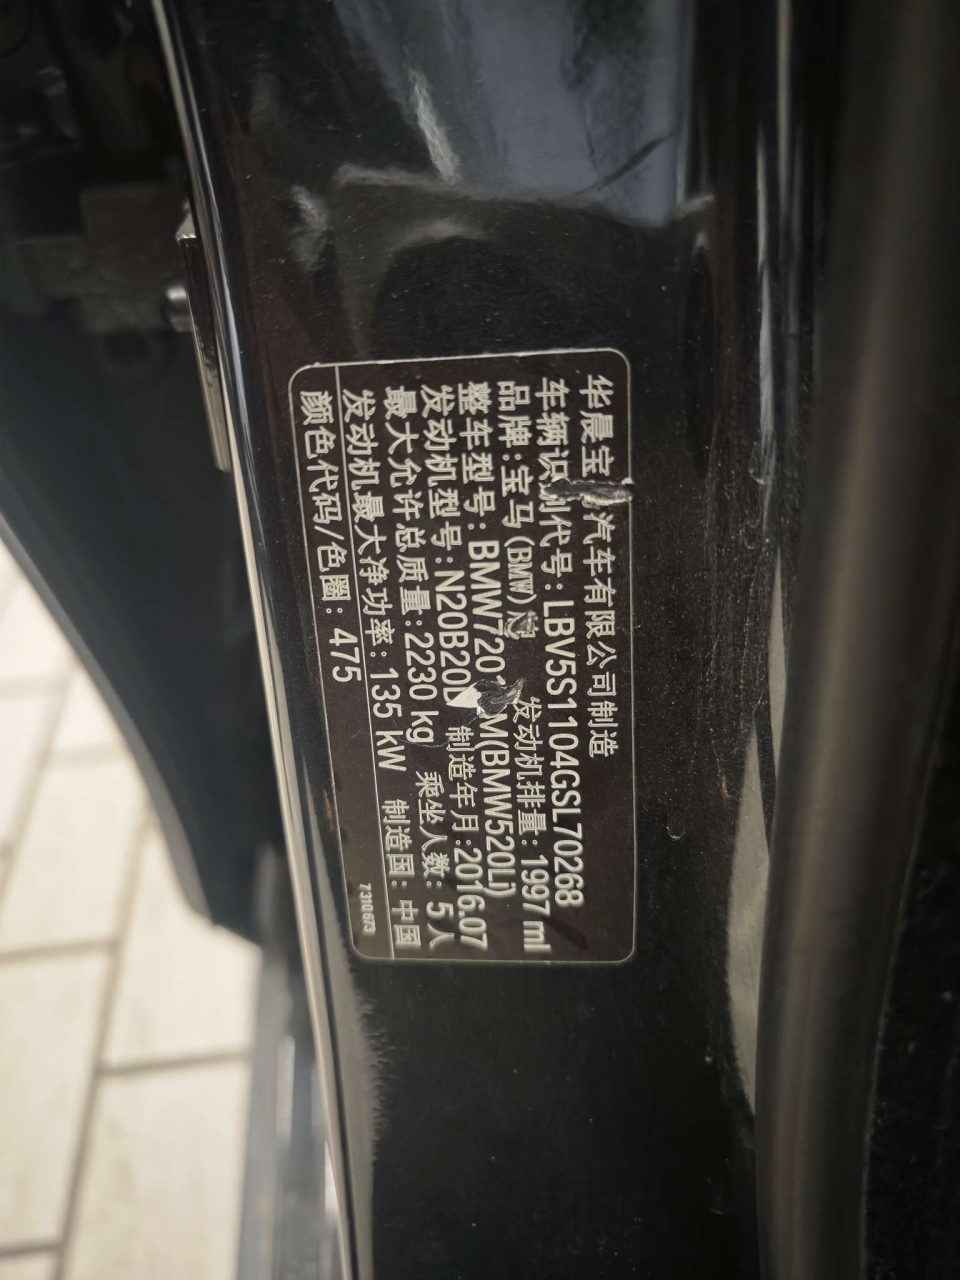 华晨宝 汽车有限公司制造
车辆识别代号: LBV5S1104GSL70268
品牌: 宝马 (BMW) 发动机排量: 1997 ml
整车型号: BMW7201 M(BMW520Li)
发动机型号: N20B20 制造年月: 2016.07
最大允许总质量: 2230 kg 乘坐人数: 5 人
发动机最大净功率: 135 kW 制造国: 中国
颜色代码/色圈: 475 7310673